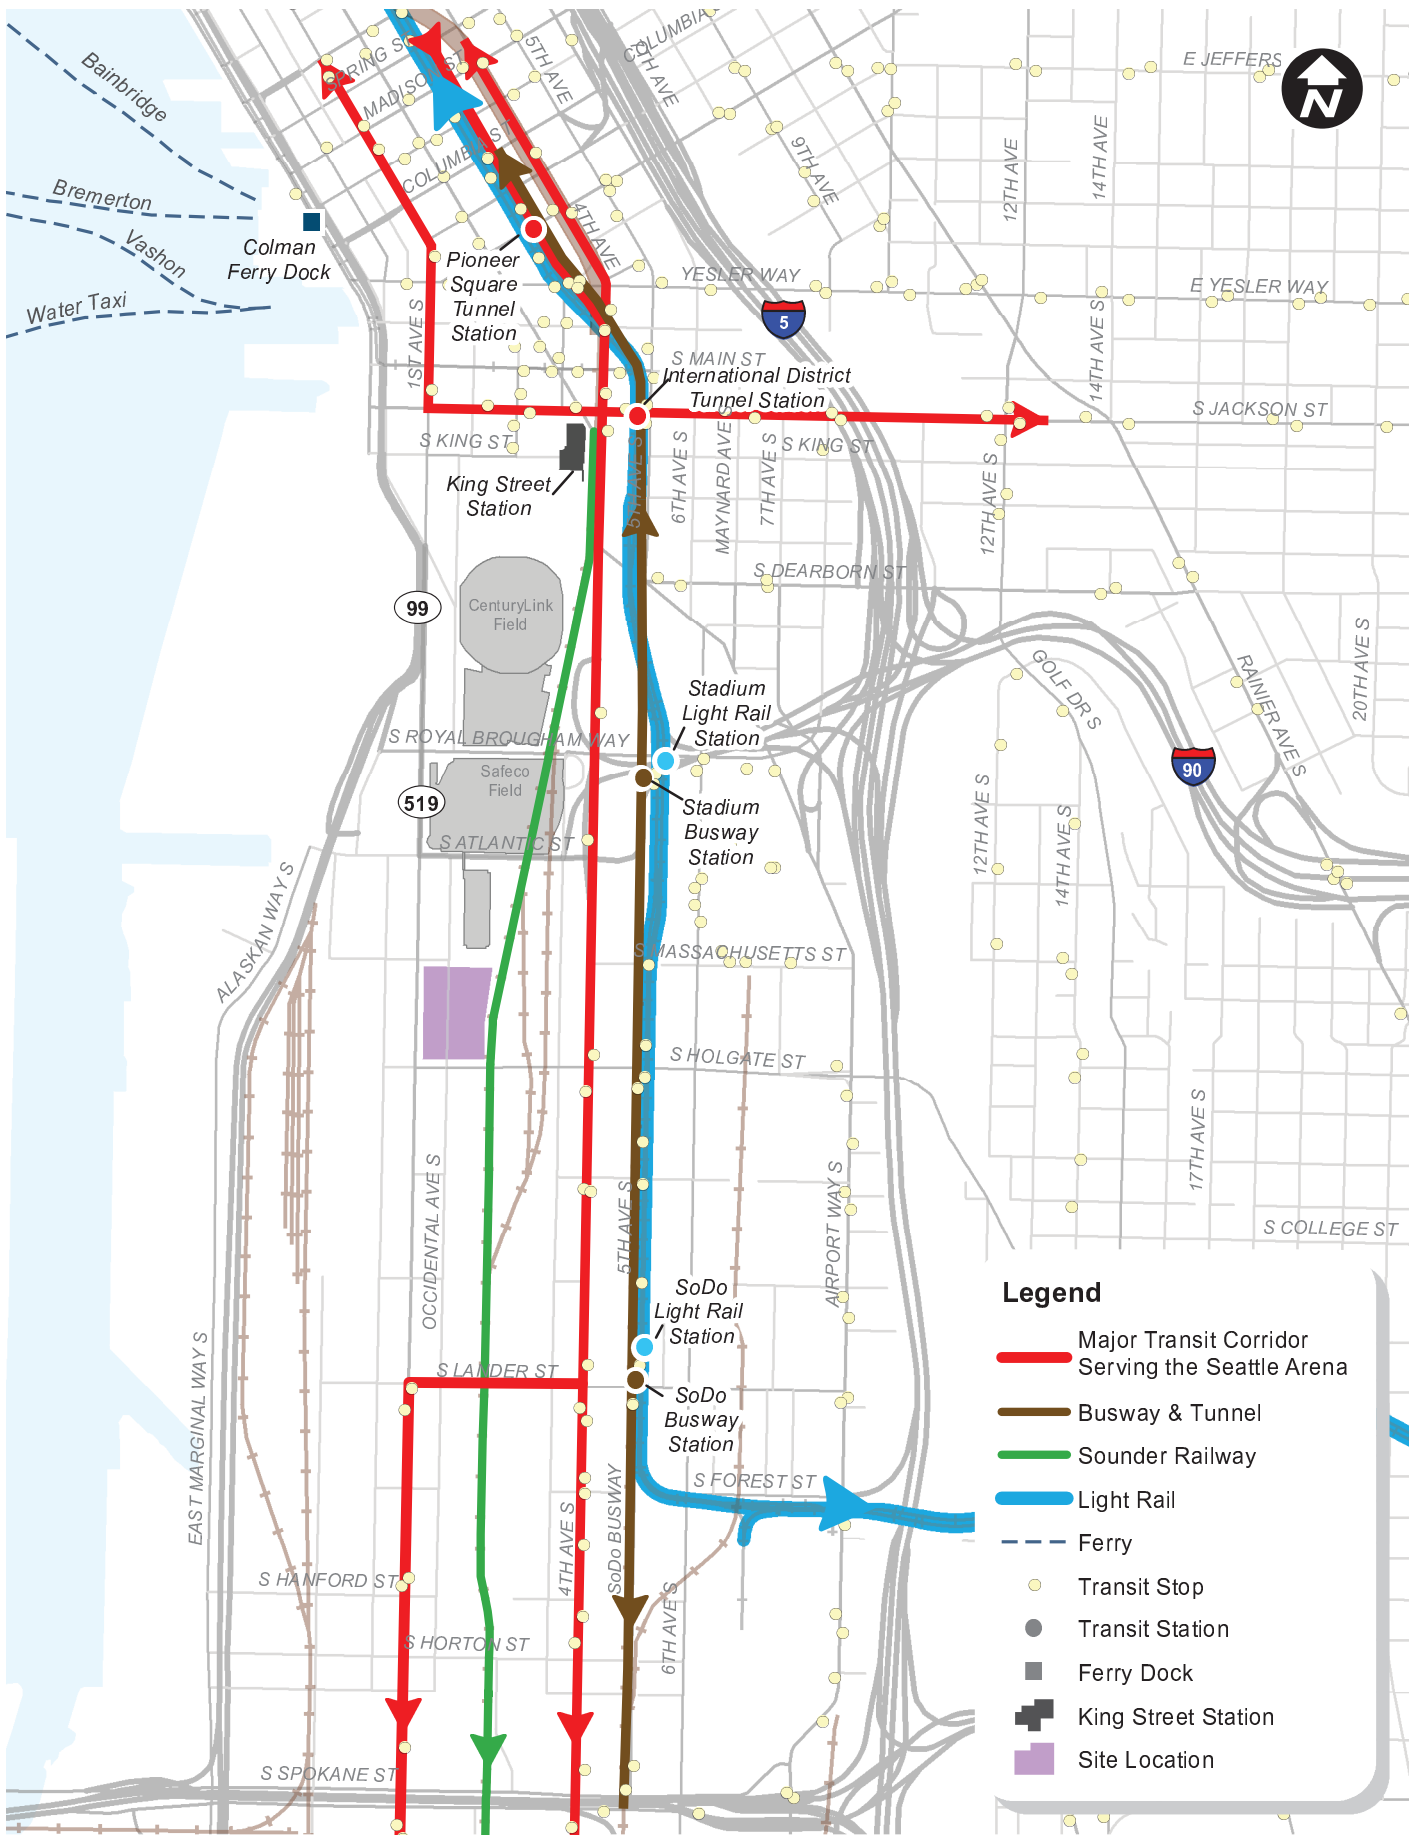 Bainbridge
Bremerton
Vashon
Water Taxi
Colman
Ferry Dock
SPRING ST
MADISON ST
COLUMBIA ST
5TH AVE
COLUMBIA
9TH AVE
12TH AVE
14TH AVE
E JEFFERS
N
4TH AVE
Pioneer
Square
Tunnel
Station
YESLER WAY
E YESLER WAY
5
1ST AVE S
S MAIN ST
International District
Tunnel Station
14TH AVE S
S JACKSON ST
S KING ST
S KING ST
King Street
Station
5TH AVE S
6TH AVE S
MAYNARD AVE S
7TH AVE S
12TH AVE S
S DEARBORN ST
99
CenturyLink
Field
GOLF DR S
RAINIER AVE S
20TH AVE S
Stadium
Light Rail
Station
S ROYAL BROUGHAM WAY
Safeco
Field
90
519
Stadium
Busway
Station
S ATLANTIC ST
12TH AVE S
14TH AVE S
ALASKAN WAY S
S MASSACHUSETTS ST
S HOLGATE ST
17TH AVE S
OCCIDENTAL AVE S
5TH AVE S
AIRPORT WAY S
S COLLEGE ST
SoDo
Light Rail
Station
S LANDER ST
SoDo
Busway
Station
EAST MARGINAL WAY S
S FOREST ST
4TH AVE S
SoDo BUSWAY
6TH AVE S
S HANFORD ST
S HORTON ST
S SPOKANE ST
Legend
Major Transit Corridor
Serving the Seattle Arena
Busway & Tunnel
Sounder Railway
Light Rail
Ferry
Transit Stop
Transit Station
Ferry Dock
King Street Station
Site Location